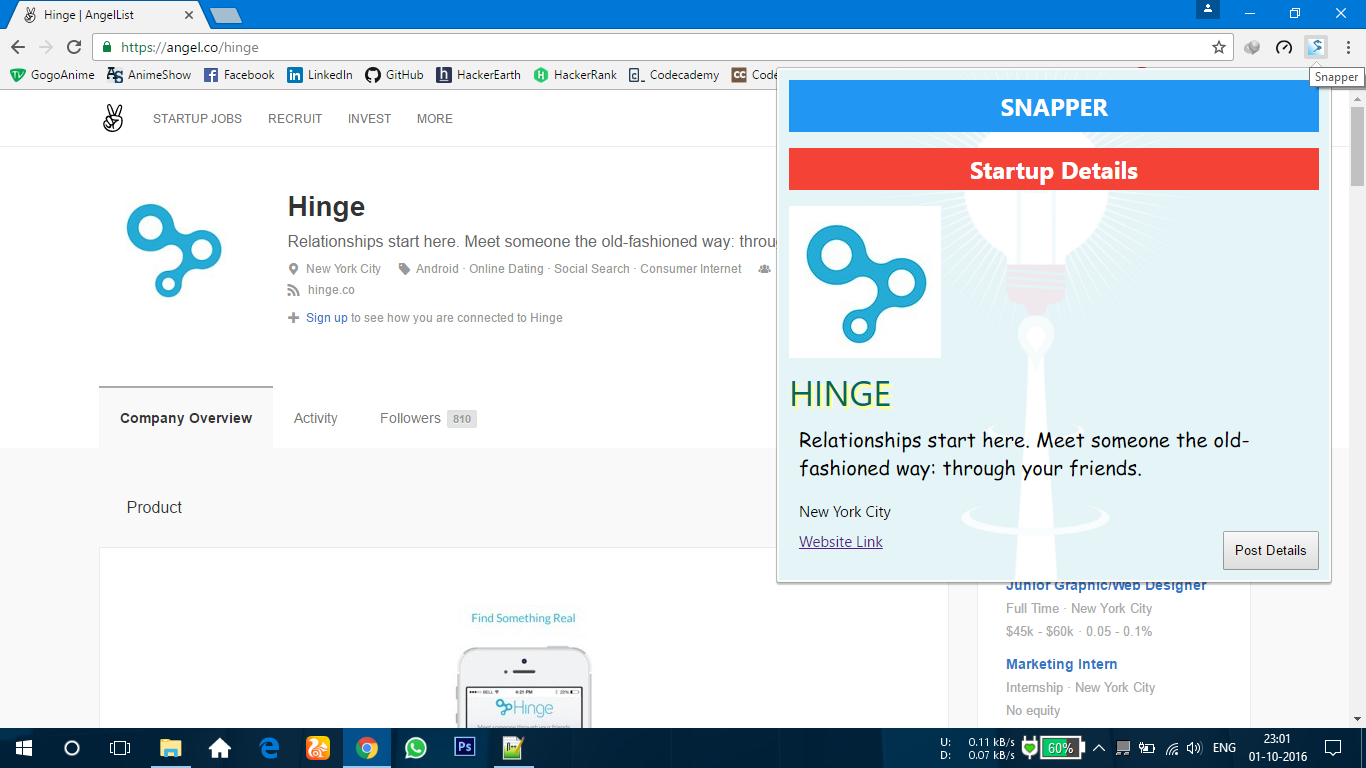 Hinge | AngelList
https://angel.co/hinge
GogoAnime AnimeShow Facebook LinkedIn GitHub HackerEarth HackerRank Codecademy
Snapper
STARTUP JOBS RECRUIT INVEST MORE
Hinge
Relationships start here. Meet someone the old-fashioned way:
New York City Android · Online Dating · Social Search · Consumer Internet
hinge.co
Sign up to see how you are connected to Hinge
Company Overview Activity Followers 810
Product
Find Something Real
BELL 4:21 PM 22%
Hinge
SNAPPER
Startup Details
HINGE
Relationships start here. Meet someone the old-
fashioned way: through your friends.
New York City
Website Link
Post Details
Junior Graphic/Web Designer
Full Time · New York City
$45k - $60k · 0.05 - 0.1%
Marketing Intern
Internship · New York City
No equity
U: 0.11 kB/s
D: 0.07 kB/s
60%
ENG
23:01
01-10-2016